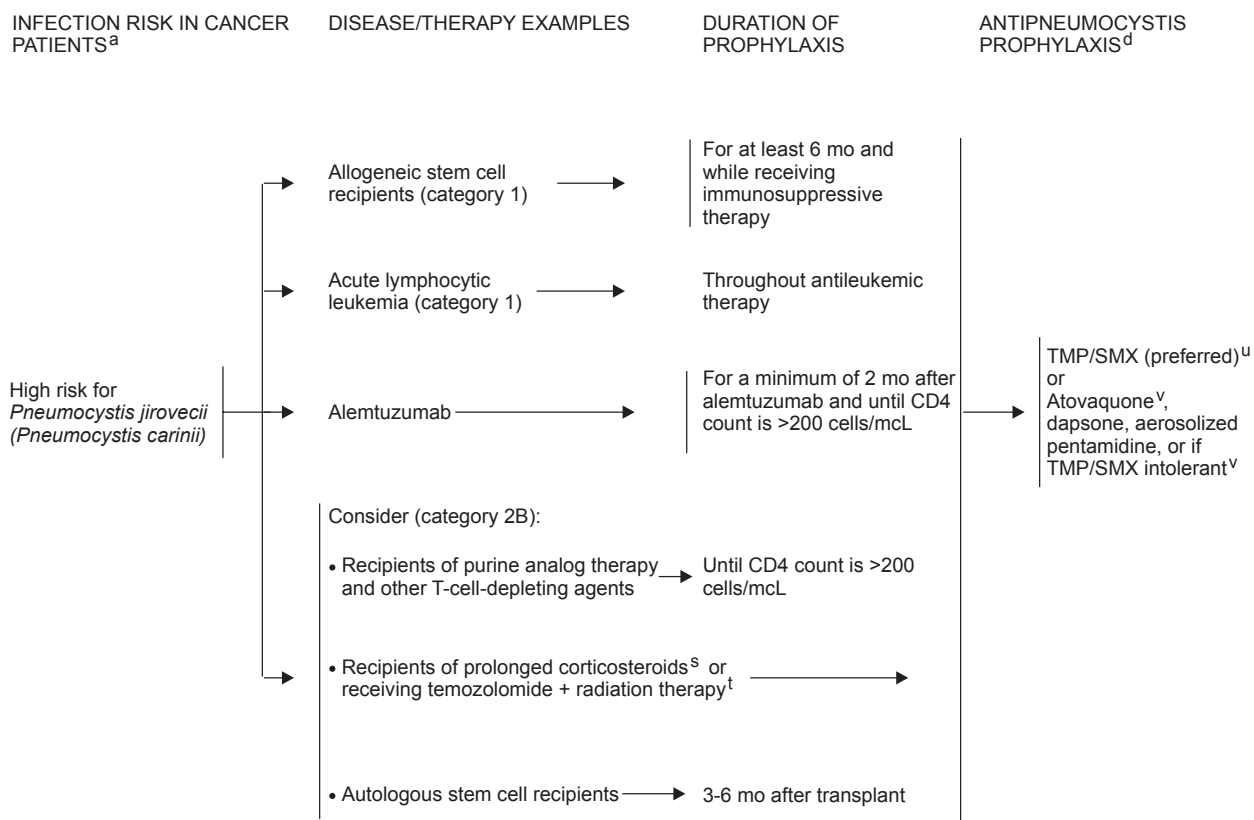 INFECTION RISK IN CANCER
PATIENTSa
DISEASE/THERAPY EXAMPLES
DURATION OF
PROPHYLAXIS
ANTIPNEUMOCYSTIS
PROPHYLAXISd
High risk for
Pneumocystis jirovecii
(Pneumocystis carinii)
Allogeneic stem cell
recipients (category 1)
For at least 6 mo and
while receiving
immunosuppressive
therapy
Acute lymphocytic
leukemia (category 1)
Throughout antileukemic
therapy
Alemtuzumab
For a minimum of 2 mo after
alemtuzumab and until CD4
count is >200 cells/mcL
Consider (category 2B):
• Recipients of purine analog therapy
and other T-cell-depleting agents
Until CD4 count is >200
cells/mcL
• Recipients of prolonged corticosteroidss or
receiving temozolomide + radiation therapyt
• Autologous stem cell recipients
3-6 mo after transplant
TMP/SMX (preferred)u
or
Atovaquonev,
dapsone, aerosolized
pentamidine, or if
TMP/SMX intolerantv